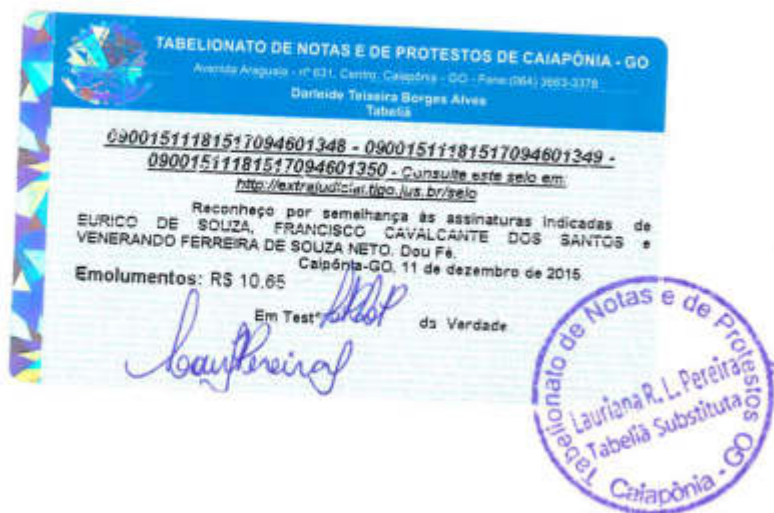 TABELIONATO DE NOTAS E DE PROTESTOS DE CAIAPÔNIA - GO
Avenida Araguaia - nº 631, Centro, Caiapônia - GO - Fone (064) 3663-3378
Darleide Teixeira Borges Alves
Tabeliã
09001511181517094601348 - 09001511181517094601349 -
09001511181517094601350 - Consulte este selo em:
http://extrajudicial.tjgo.jus.br/selo
Reconheço por semelhança às assinaturas indicadas de
EURICO DE SOUZA, FRANCISCO CAVALCANTE DOS SANTOS e
VENERANDO FERREIRA DE SOUZA NETO. Dou Fé.
Caipônia-GO, 11 de dezembro de 2015
Emolumentos: R$ 10.65
Em Testº da Verdade
Tabelionato de Notas e de Protestos
Lauriana R. L. Pereira
Tabeliã Substituta
Caiapônia - GO